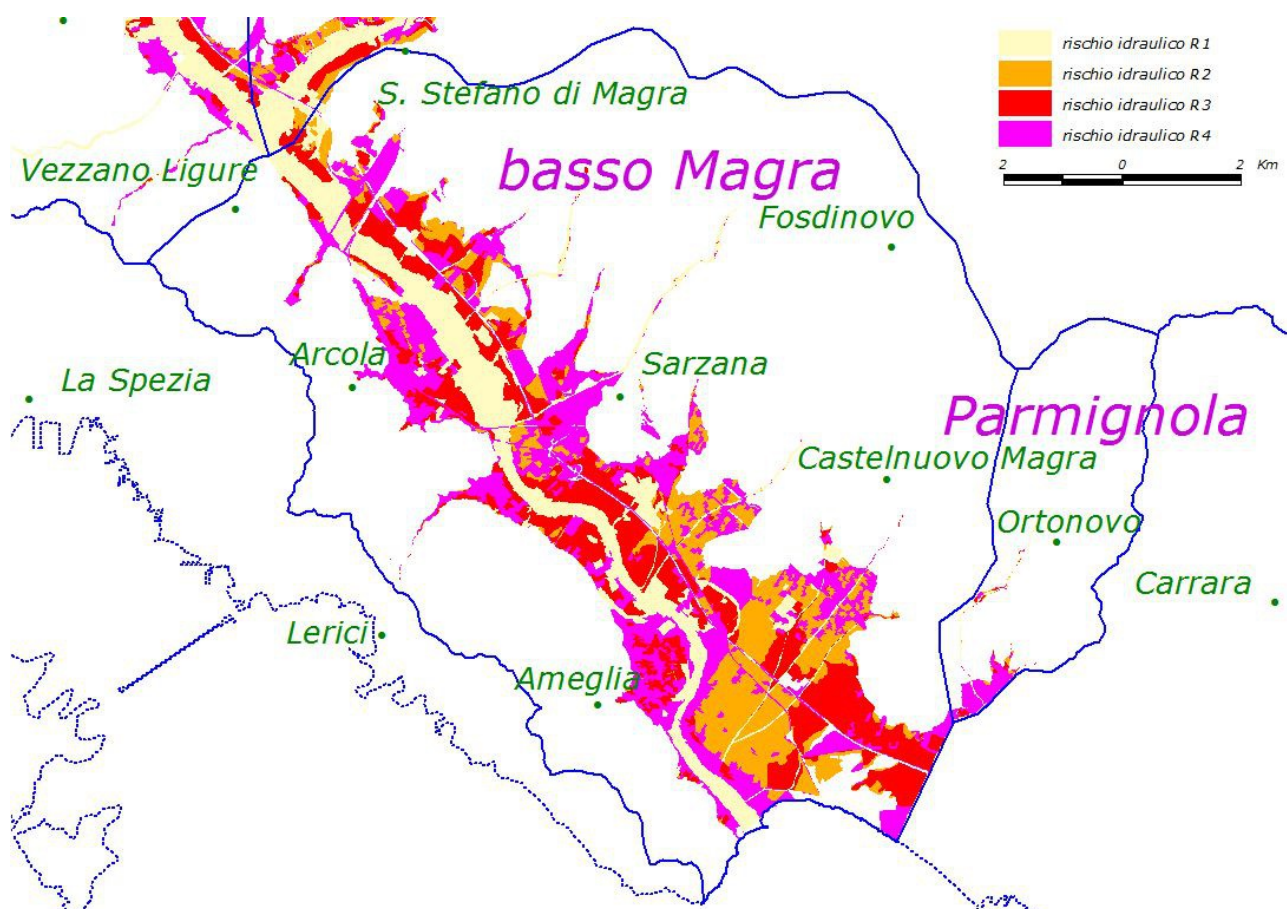 rischio idraulico R1
rischio idraulico R2
rischio idraulico R3
rischio idraulico R4
2 0 2 Km
S. Stefano di Magra
Vezzano Ligure
basso Magra
Fosdinovo
Arcola
Sarzana
La Spezia
Parmignola
Castelnuovo Magra
Ortonovo
Carrara
Lerici
Ameglia